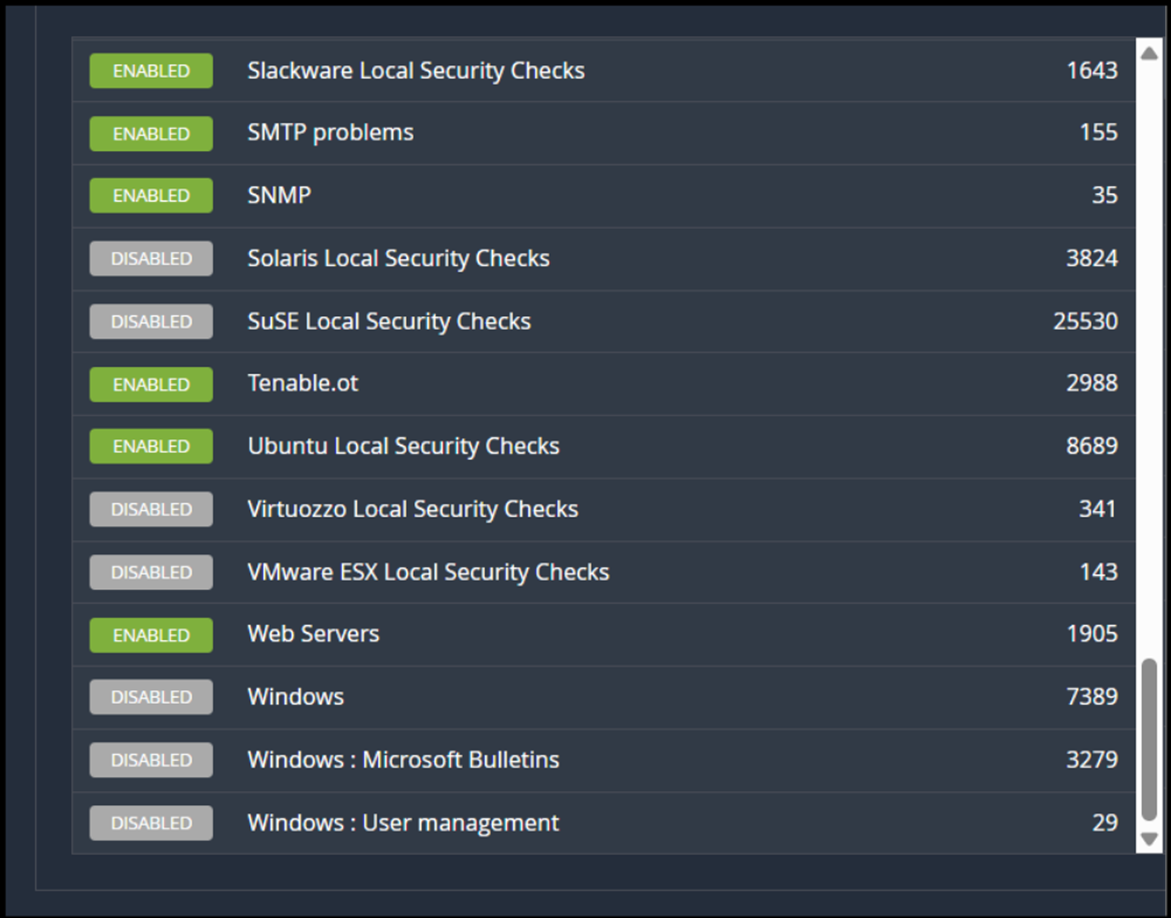 ENABLED Slackware Local Security Checks 1643
ENABLED SMTP problems 155
ENABLED SNMP 35
DISABLED Solaris Local Security Checks 3824
DISABLED SuSE Local Security Checks 25530
ENABLED Tenable.ot 2988
ENABLED Ubuntu Local Security Checks 8689
DISABLED Virtuozzo Local Security Checks 341
DISABLED VMware ESX Local Security Checks 143
ENABLED Web Servers 1905
DISABLED Windows 7389
DISABLED Windows : Microsoft Bulletins 3279
DISABLED Windows : User management 29